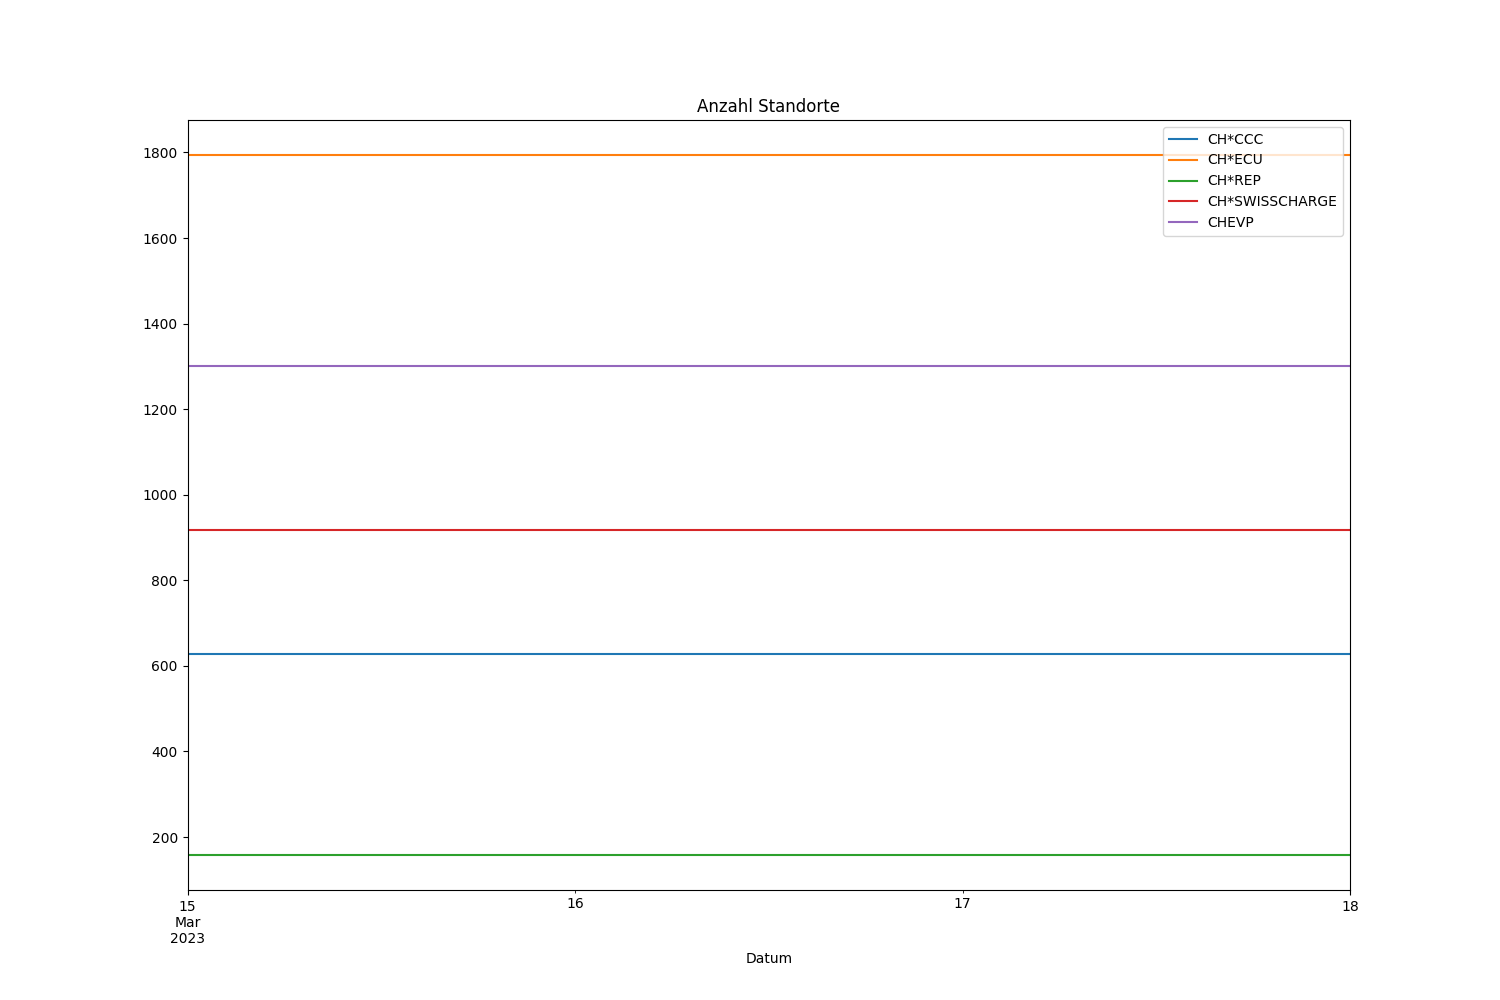 Anzahl Standorte
1800
1600
1400
1200
1000
800
600
400
200
CH*CCC
CH*ECU
CH*REP
CH*SWISSCHARGE
CHEVP
15
16
17
18
Mar
2023
Datum